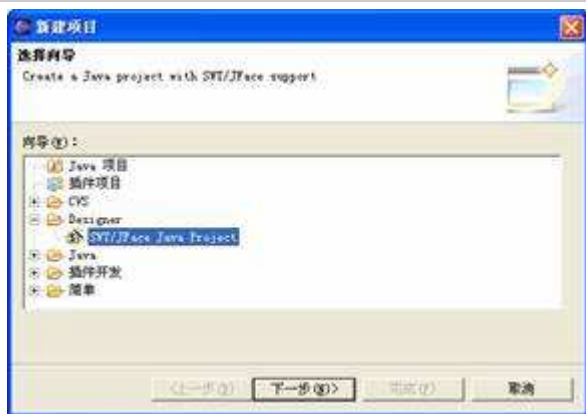 新建项目
选择向导
Create a Java project with SWT/JFace support
向导(W):
Java 项目
插件项目
CVS
Designer
SWT/JFace Java Project
Java
插件开发
简单
<上一步(B) 下一步(N)> 完成(F) 取消